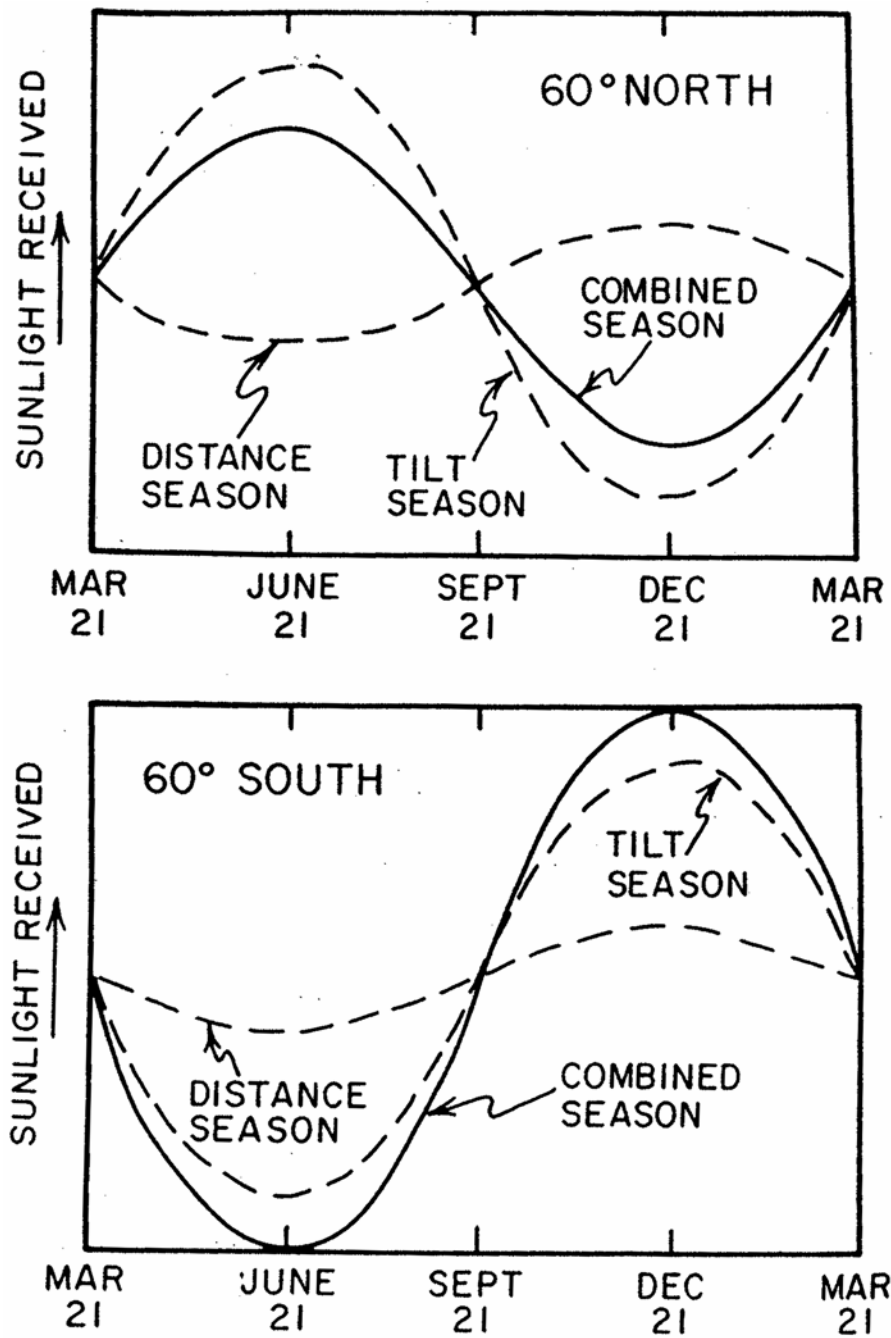 60° NORTH
SUNLIGHT RECEIVED
COMBINED
SEASON
DISTANCE
SEASON
TILT
SEASON
MAR
21
JUNE
21
SEPT
21
DEC
21
MAR
21
60° SOUTH
SUNLIGHT RECEIVED
TILT
SEASON
DISTANCE
SEASON
COMBINED
SEASON
MAR
21
JUNE
21
SEPT
21
DEC
21
MAR
21